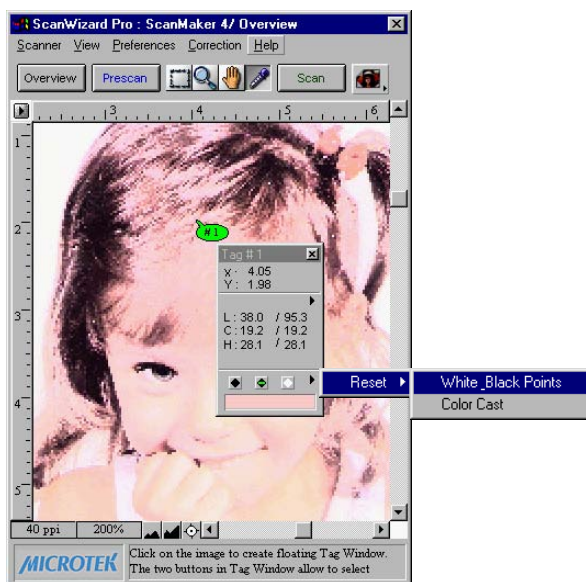 ScanWizard Pro : ScanMaker 4/ Overview
Scanner View Preferences Correction Help
Overview Prescan Scan
3 4 5 6
1
2
#1
Tag # 1
X : 4.05
Y : 1.98
3
L : 38.0 / 95.3
C : 19.2 / 19.2
H : 28.1 / 28.1
Reset White_Black Points
Color Cast
4
5
40 ppi 200%
MICROTEK
Click on the image to create floating Tag Window.
The two buttons in Tag Window allow to select